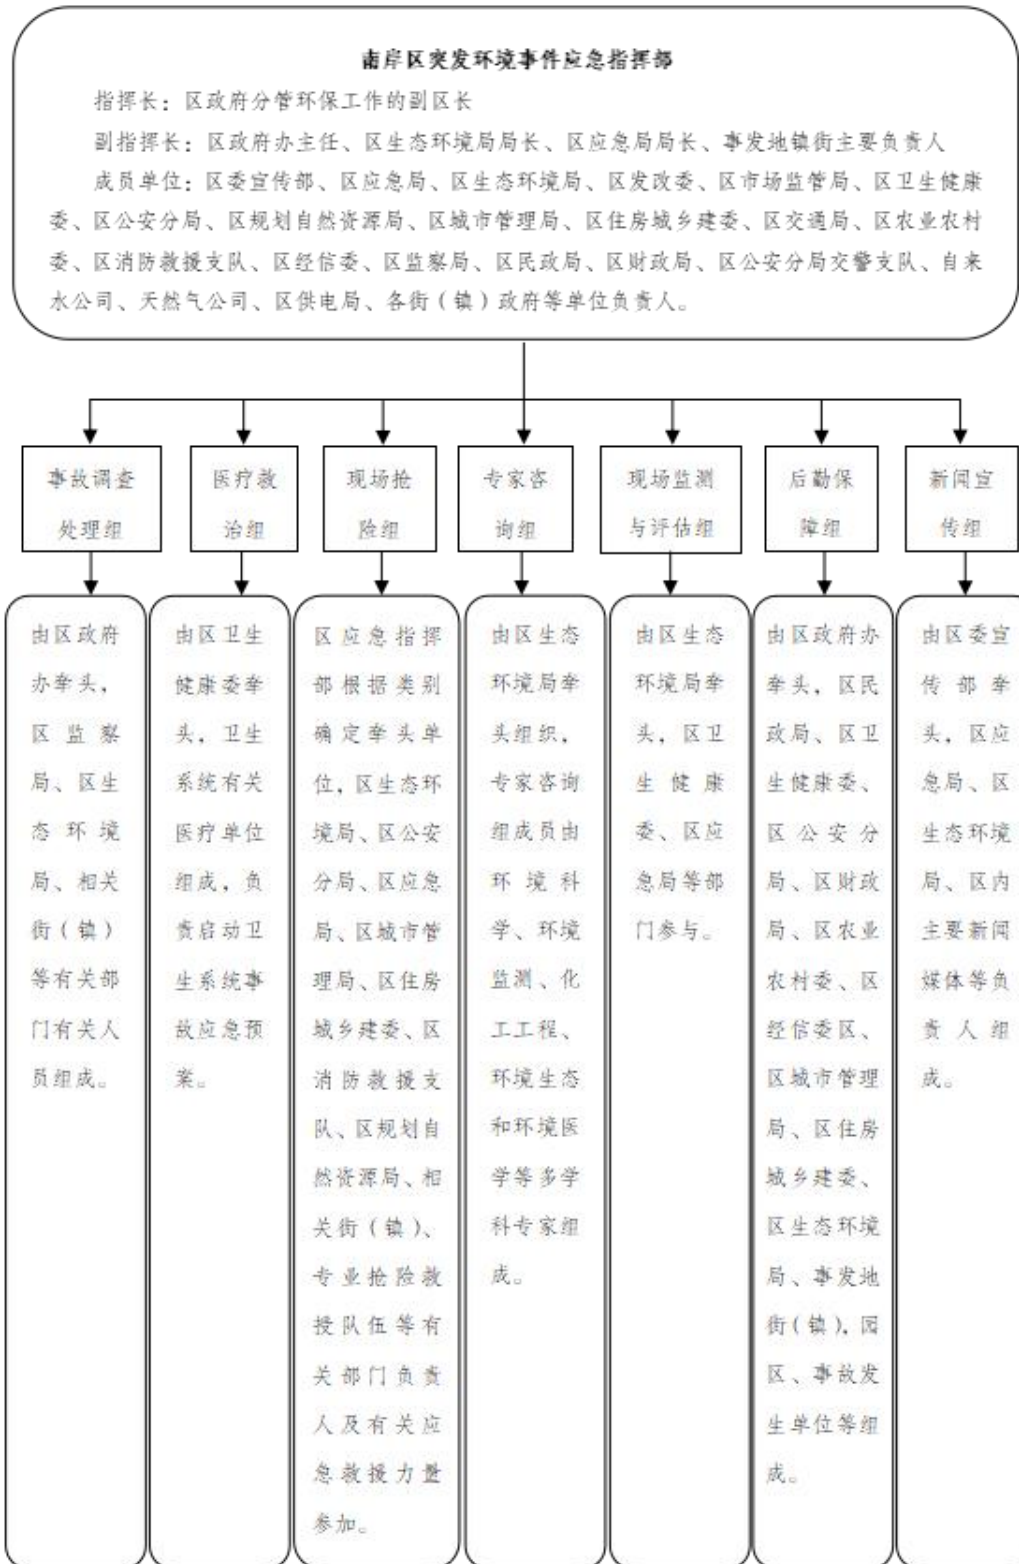 南岸区突发环境事件应急指挥部
指挥长：区政府分管环保工作的副区长
副指挥长：区政府办主任、区生态环境局局长、区应急局局长、事发地镇街主要负责人
成员单位：区委宣传部、区应急局、区生态环境局、区发改委、区市场监管局、区卫生健康
委、区公安分局、区规划自然资源局、区城市管理局、区住房城乡建委、区交通局、区农业农村
委、区消防救援支队、区经信委、区监察局、区民政局、区财政局、区公安分局交警支队、自来
水公司、天然气公司、区供电局、各街（镇）政府等单位负责人。
事故调查
处理组
医疗救
治组
现场抢
险组
专家咨
询组
现场监测
与评估组
后勤保
障组
新闻宣
传组
由区政府
办牵头，
区监察
局、区生
态环境
局、相关
街（镇）
等有关部
门有关人
员组成。
由区卫生
健康委牵
头，卫生
系统有关
医疗单位
组成，负
责启动卫
生系统事
故应急预
案。
区应急指挥
部根据类别
确定牵头单
位，区生态环
境局、区公安
分局、区应急
局、区城市管
理局、区住房
城乡建委、区
消防救援支
队、区规划自
然资源局、相
关街（镇）、
专业抢险救
授队伍等有
关部门负责
人及有关应
急救援力量
参加。
由区生态
环境局牵
头组织，
专家咨询
组成员由
环境科
学、环境
监测、化
工工程、
环境生态
和环境医
学等多学
科专家组
成。
由区生态
环境局牵
头，区卫
生健康
委、区应
急局等部
门参与。
由区政府办
牵头，区民
政局、区卫
生健康委、
区公安分
局、区财政
局、区农业
农村委、区
经信委区、
区城市管理
局、区住房
城乡建委、
区生态环境
局、事发地
街（镇），园
区、事故发
生单位等组
成。
由区委宣
传部牵
头，区应
急局、区
生态环境
局、区内
主要新闻
媒体等负
责人组
成。